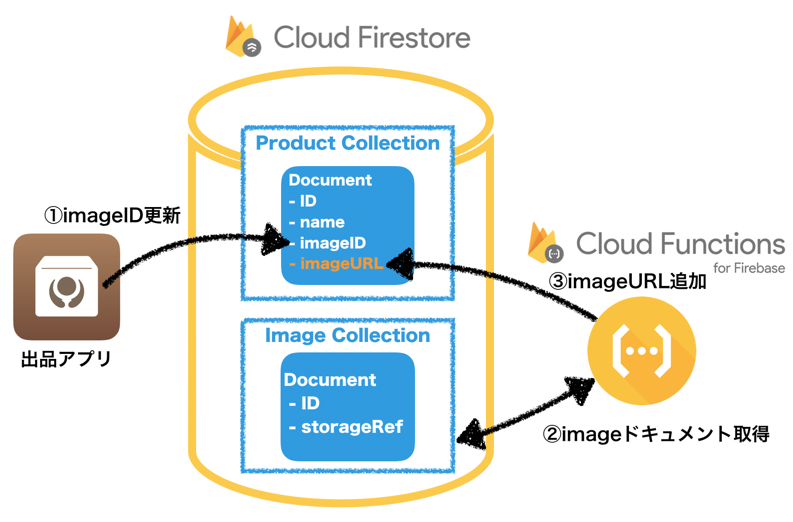 Cloud Firestore
Product Collection
Document
- ID
- name
- imageID
- imageURL
①imageID更新
出品アプリ
Cloud Functions
for Firebase
③imageURL追加
Image Collection
Document
- ID
- storageRef
②imageドキュメント取得